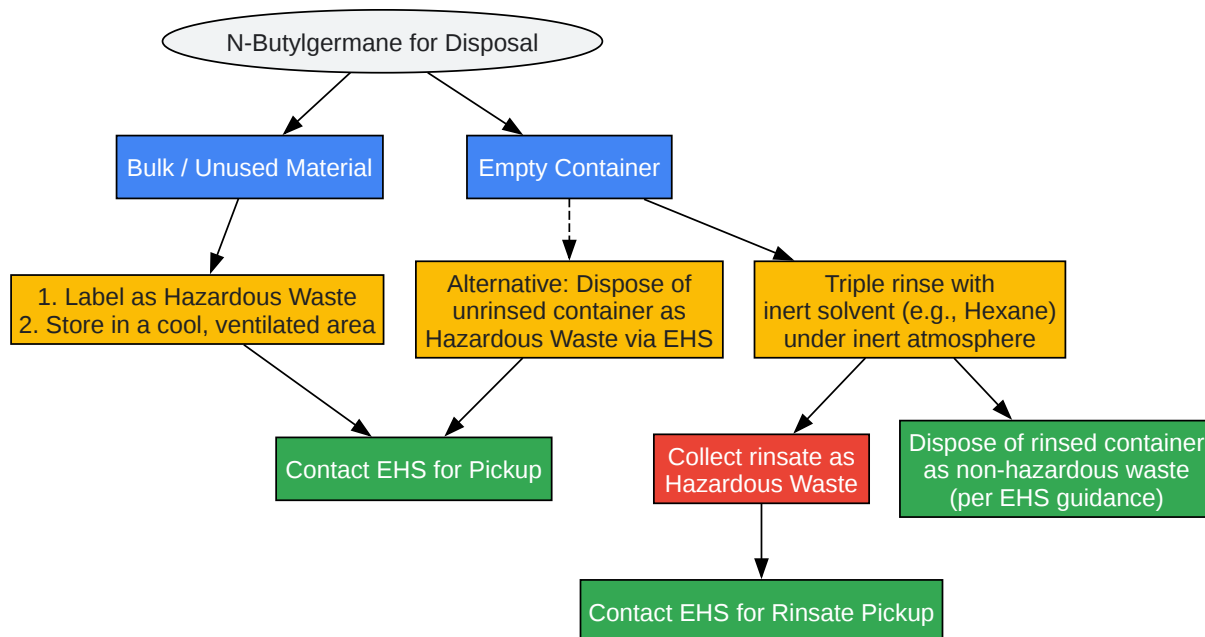 N-Butylgermane for Disposal
Bulk / Unused Material
Empty Container
1. Label as Hazardous Waste
2. Store in a cool, ventilated area
Alternative: Dispose of
unrinsed container as
Hazardous Waste via EHS
Triple rinse with
inert solvent (e.g., Hexane)
under inert atmosphere
Contact EHS for Pickup
Collect rinsate as
Hazardous Waste
Dispose of rinsed container
as non-hazardous waste
(per EHS guidance)
Contact EHS for Rinsate Pickup